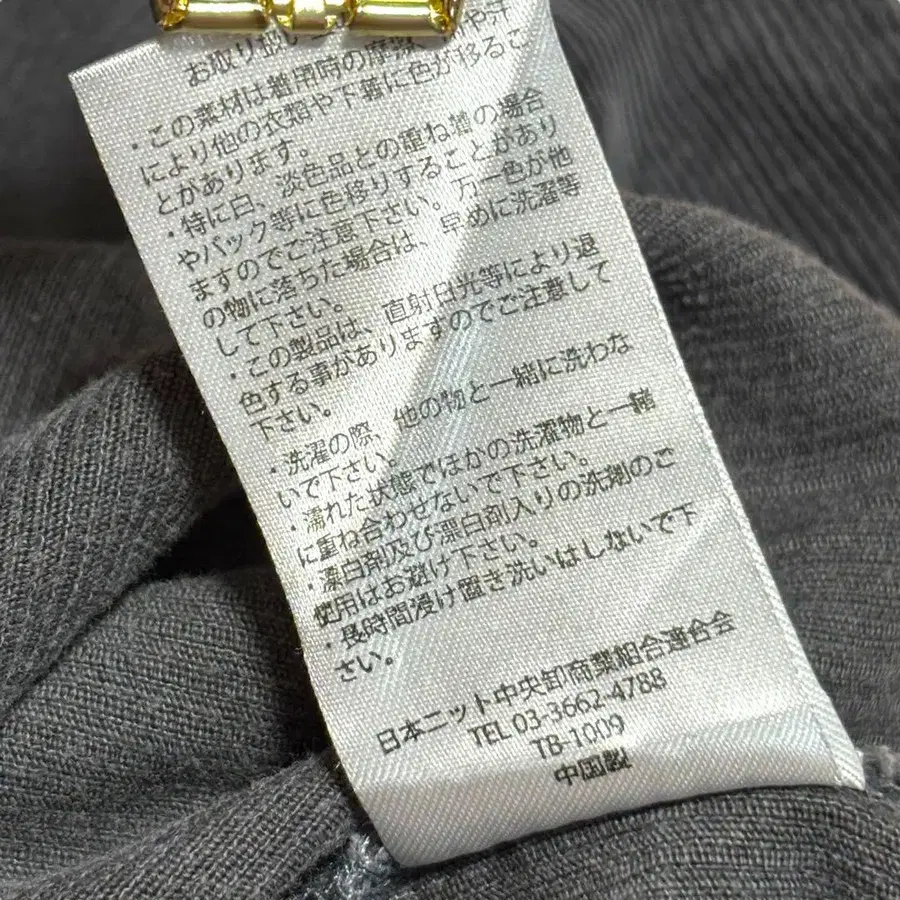 お取り扱い上
・この素材は着用時の摩擦、雨や汗
により他の衣類や下着に色が移るこ
とがあります。
・特に白、淡色品との重ね着の場合
やバック等に色移りすることがあり
ますのでご注意下さい。万一色が他
の物に落ちた場合は、早めに洗濯等
して下さい。
・この製品は、直射日光等により退
色する事がありますのでご注意して
下さい。
・洗濯の際、他の物と一緒に洗わな
いで下さい。
・濡れた状態でほかの洗濯物と一緒
に重ね合わせないで下さい。
・漂白剤及び漂白剤入りの洗剤のご
使用はお避け下さい。
・長時間浸け置き洗いはしないで下
さい。
日本ニット中央卸商業組合連合会
TEL 03-3662-4788
TB-1009
中国製